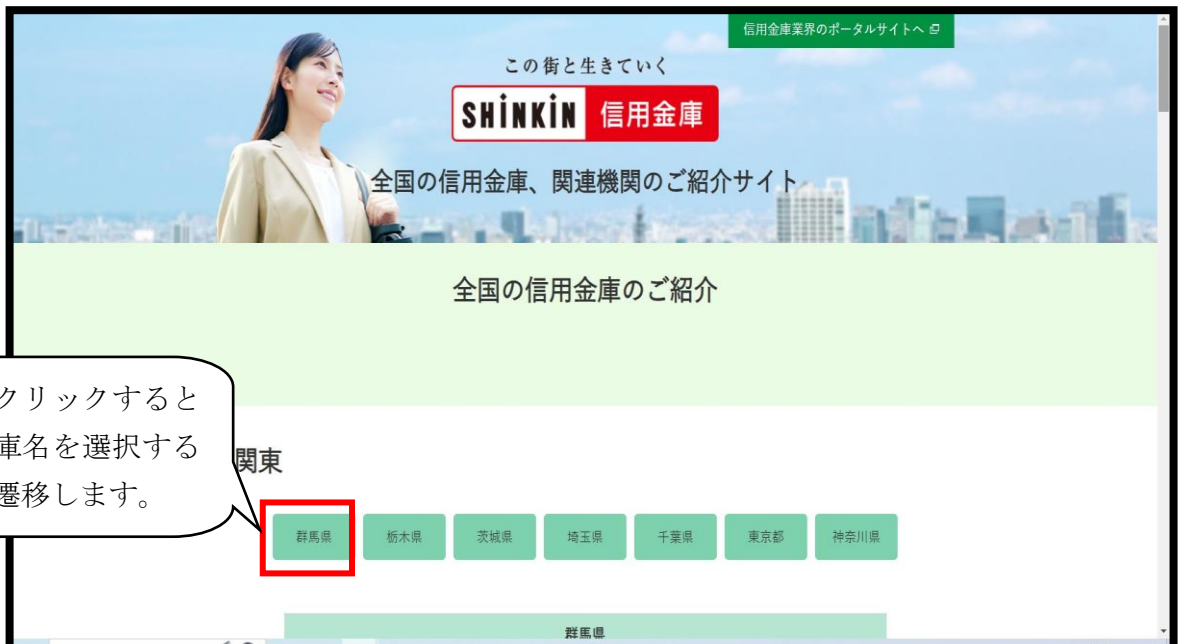 信用金庫業界のポータルサイトへ
この街と生きていく
SHiNKiN 信用金庫
全国の信用金庫、関連機関のご紹介サイト
全国の信用金庫のご紹介
クリックすると
庫名を選択する
遷移します。
関東
群馬県 栃木県 茨城県 埼玉県 千葉県 東京都 神奈川県
群馬県